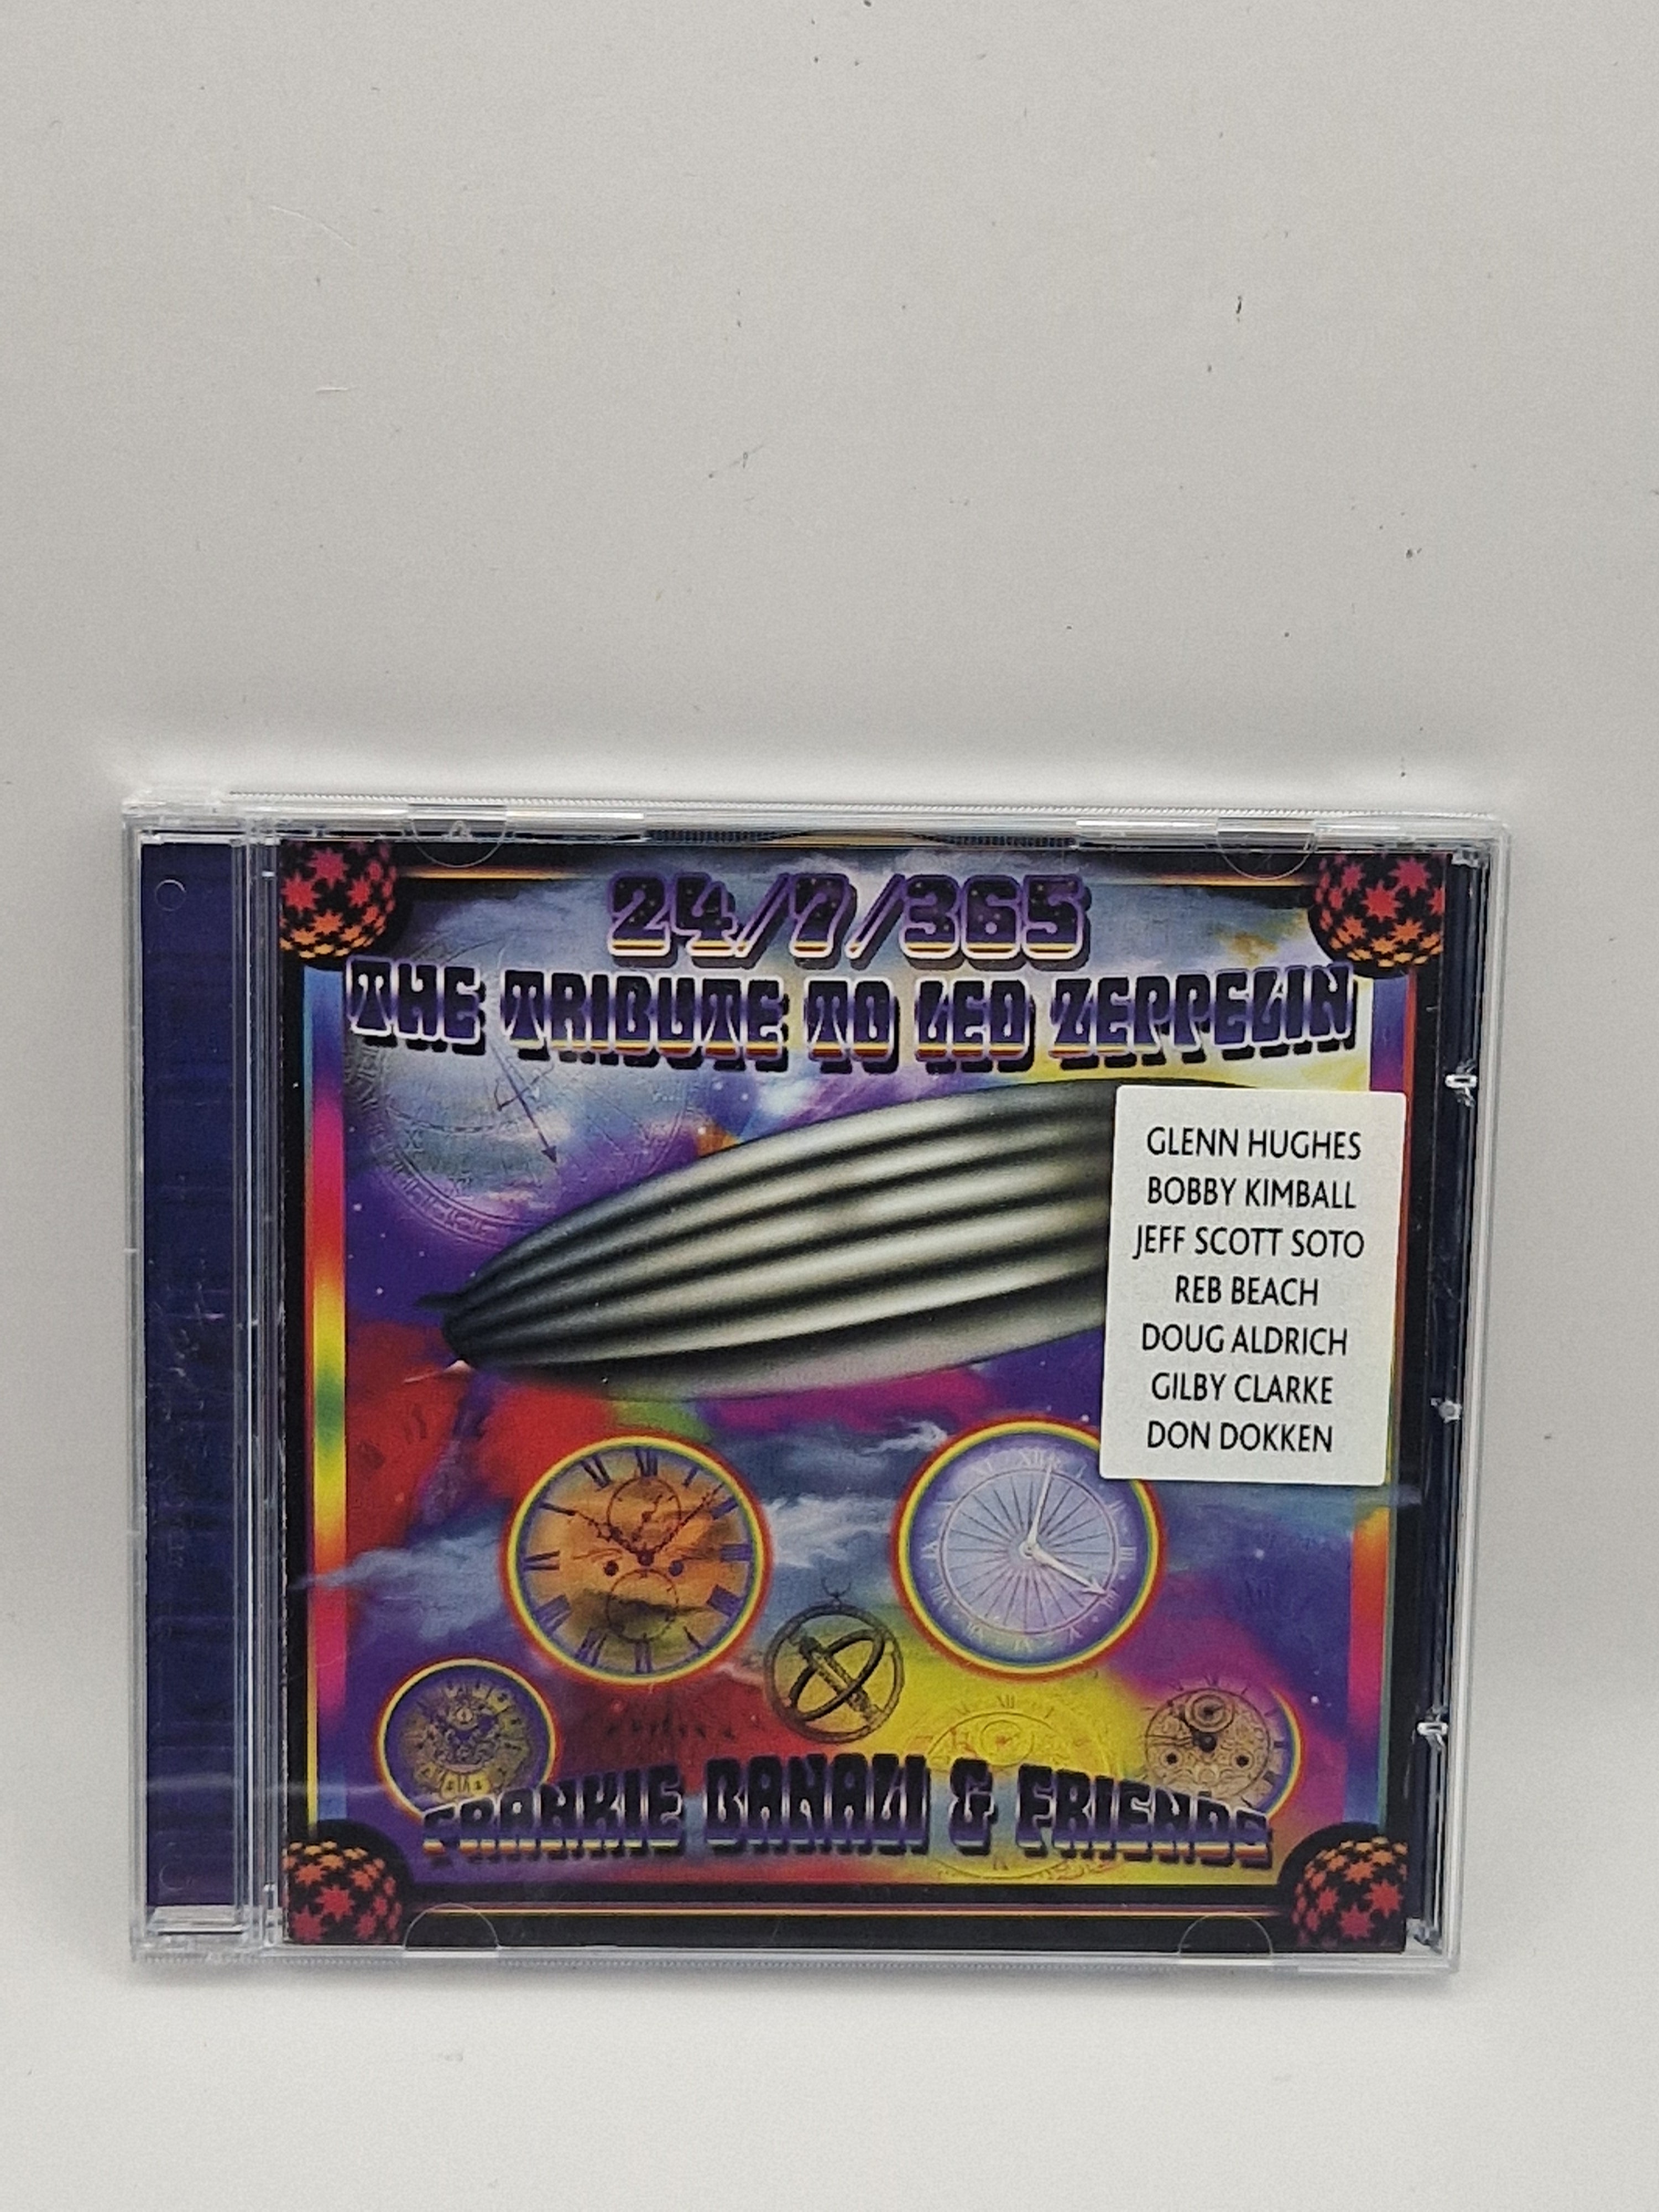 24/7/365
THE TRIBUTE TO LED ZEPPELIN
GLENN HUGHES
BOBBY KIMBALL
JEFF SCOTT SOTO
REB BEACH
DOUG ALDRICH
GILBY CLARKE
DON DOKKEN
FRANKIE BANALI & FRIENDS